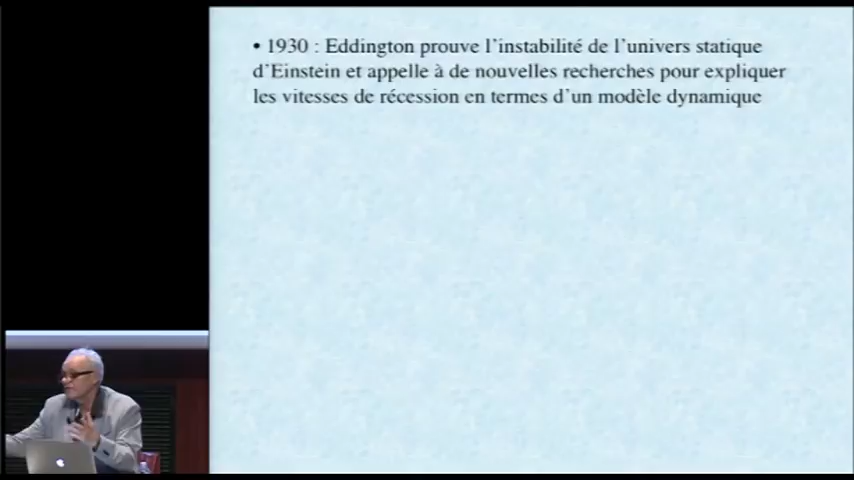 • 1930 : Eddington prouve l’instabilité de l’univers statique
d’Einstein et appelle à de nouvelles recherches pour expliquer
les vitesses de récession en termes d’un modèle dynamique